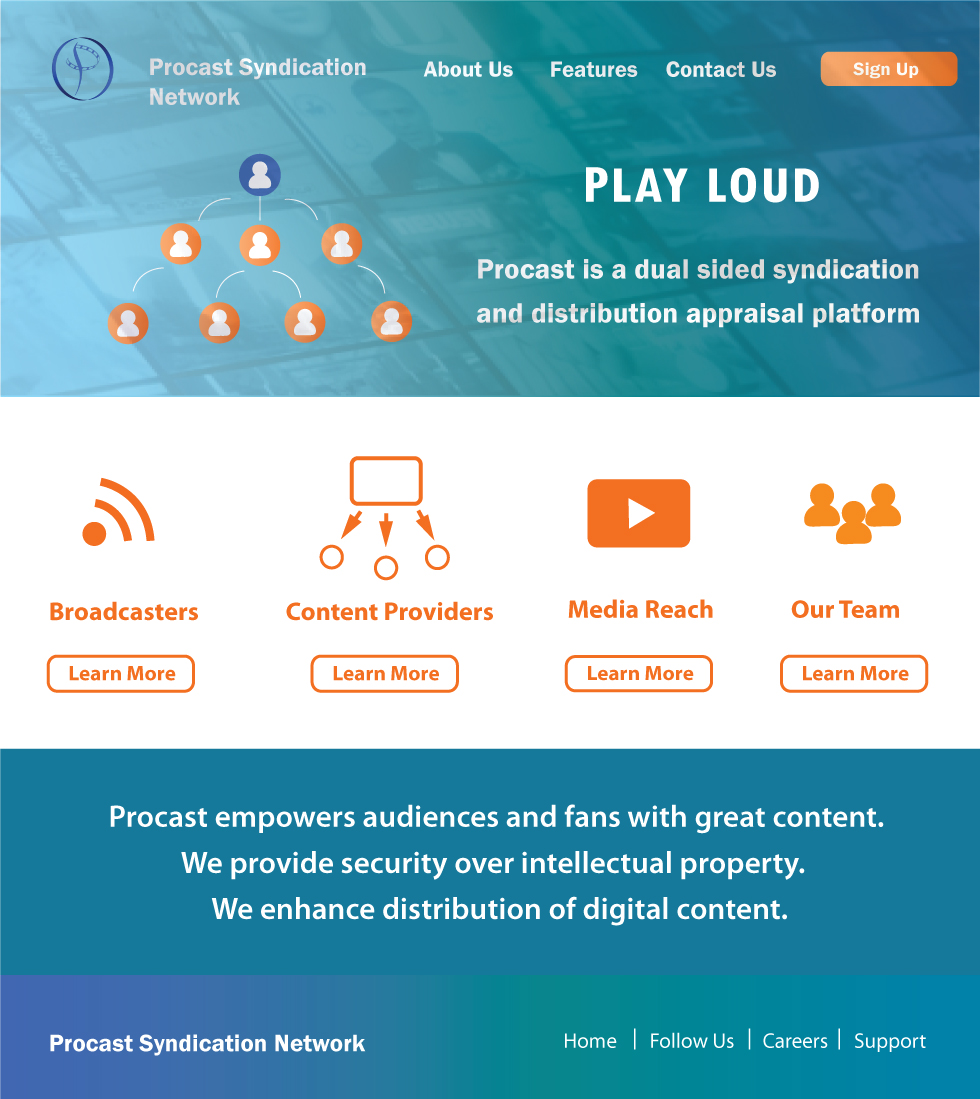 Procast Syndication
Network
About Us
Features
Contact Us
Sign Up
PLAY LOUD
Procast is a dual sided syndication
and distribution appraisal platform
Broadcasters
Content Providers
Media Reach
Our Team
Learn More
Learn More
Learn More
Learn More
Procast empowers audiences and fans with great content.
We provide security over intellectual property.
We enhance distribution of digital content.
Procast Syndication Network
Home | Follow Us | Careers | Support